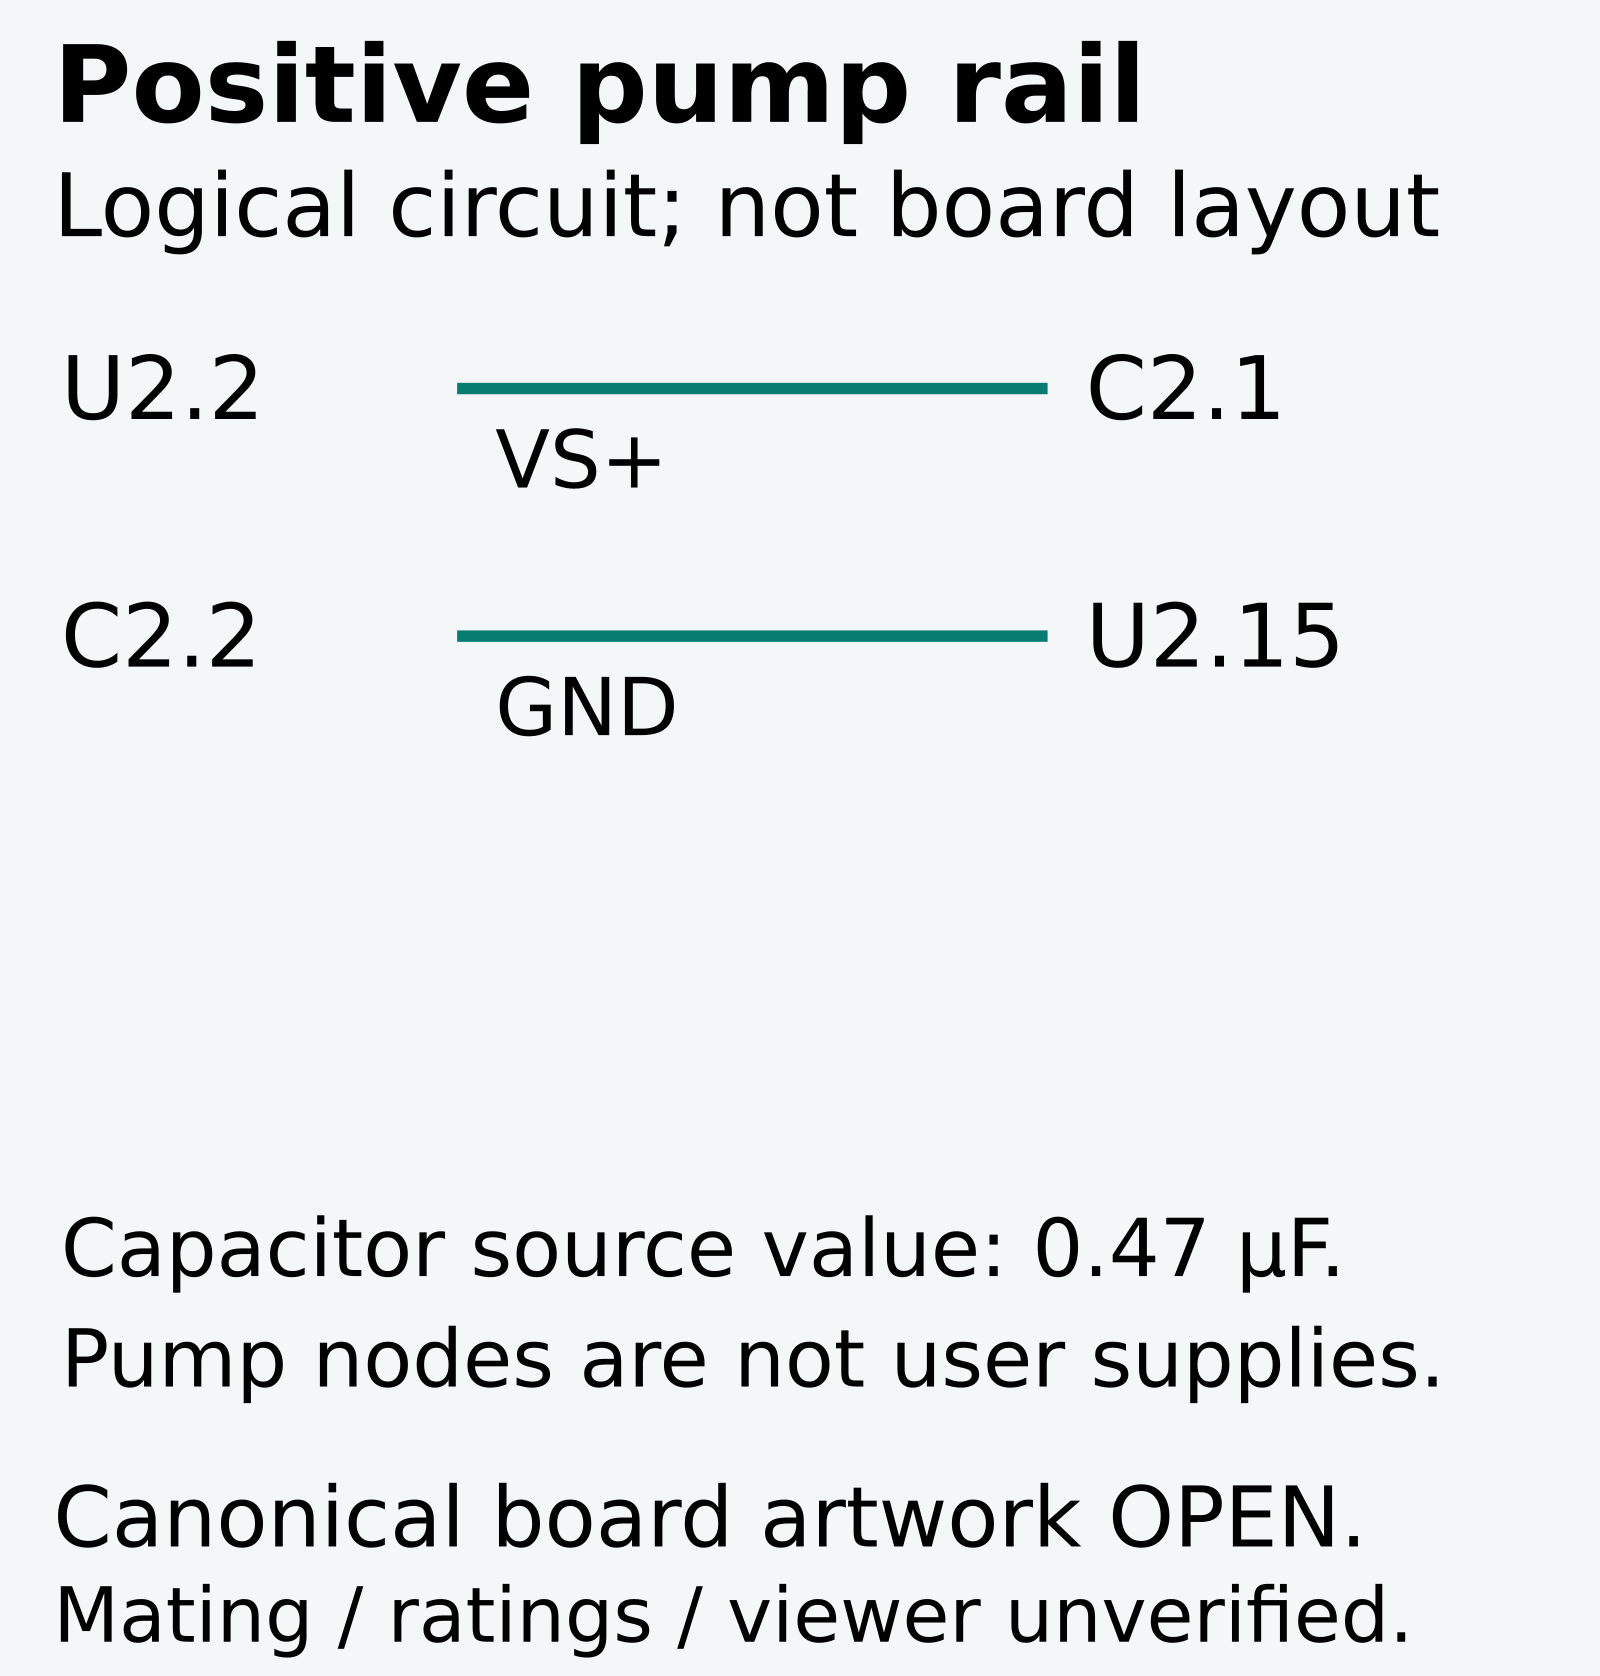 Positive pump rail
Logical circuit; not board layout
U2.2 C2.1
VS+
C2.2 U2.15
GND
Capacitor source value: 0.47 µF.
Pump nodes are not user supplies.
Canonical board artwork OPEN.
Mating / ratings / viewer unverified.